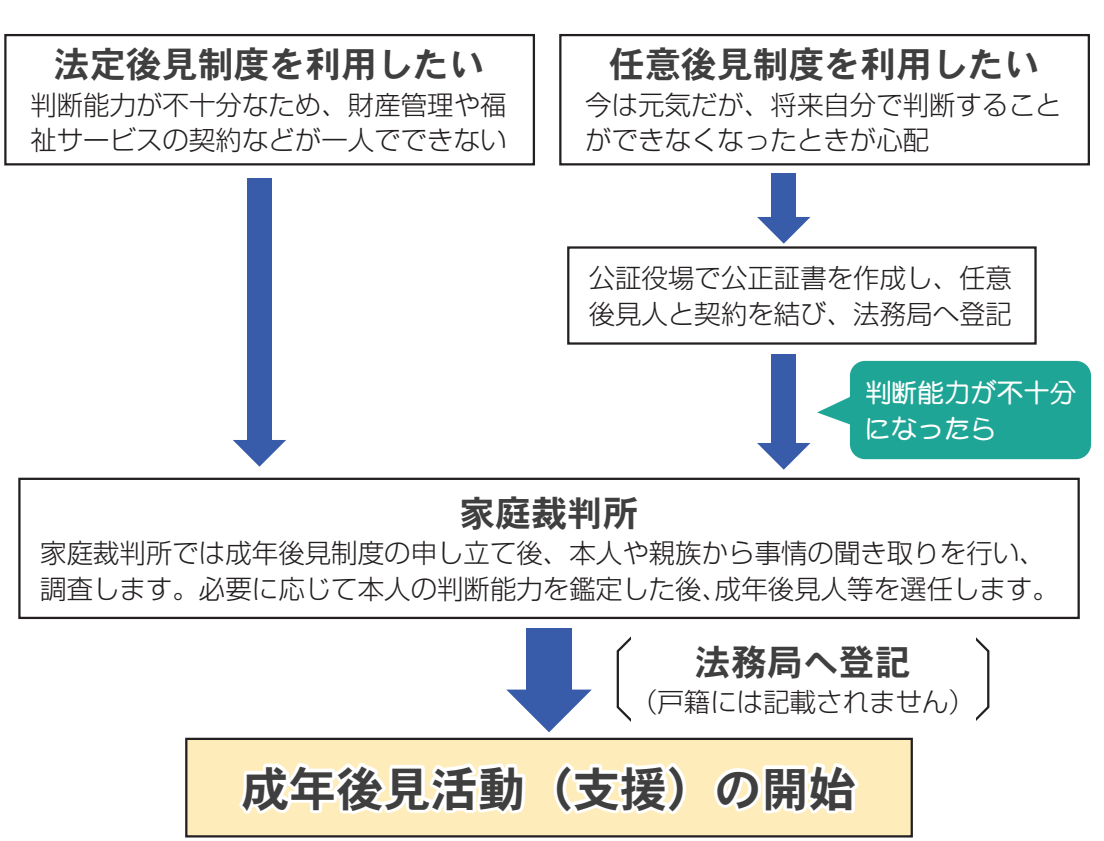 法定後見制度を利用したい
判断能力が不十分なため、財産管理や福
祉サービスの契約などが一人でできない
任意後見制度を利用したい
今は元気だが、将来自分で判断すること
ができなくなったときが心配
公証役場で公正証書を作成し、任意
後見人と契約を結び、法務局へ登記
判断能力が不十分
になったら
家庭裁判所
家庭裁判所では成年後見制度の申し立て後、本人や親族から事情の聞き取りを行い、
調査します。必要に応じて本人の判断能力を鑑定した後、成年後見人等を選任します。
法務局へ登記
（戸籍には記載されません）
成年後見活動（支援）の開始